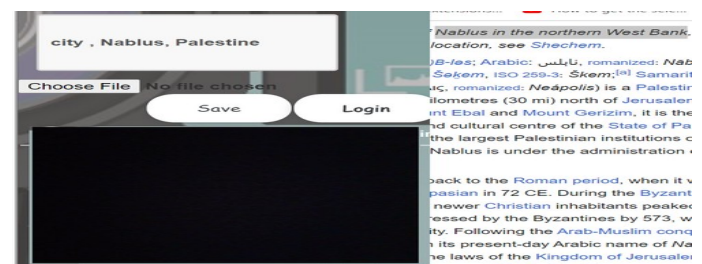 city , Nablus, Palestine
Choose File No file chosen
Save Login
Nablus in the northern West Bank.
location, see Shechem.
)B-ləs; Arabic: نابلس, romanized: Nāb
Šəḵem, ISO 259-3: Škem;[a] Samarit
romanized: Neápolis) is a Palestin
ilometres (30 mi) north of Jerusaler
nt Ebal and Mount Gerizim, it is the
nd cultural centre of the State of Pa
the largest Palestinian institutions o
Nablus is under the administration
back to the Roman period, when it v
pasian in 72 CE. During the Byzant
newer Christian inhabitants peaked
ressed by the Byzantines by 573, w
ity. Following the Arab-Muslim conq
its present-day Arabic name of Na
he laws of the Kingdom of Jerusaler